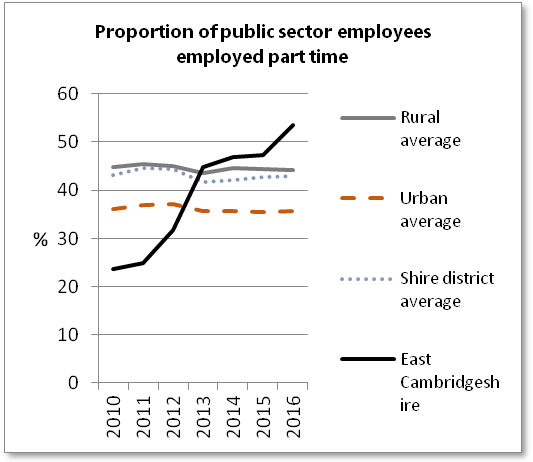 Proportion of public sector employees
employed part time
60
50
40
30
20
10
0
%
2010
2011
2012
2013
2014
2015
2016
Rural
average
Urban
average
Shire district
average
East
Cambridgesh
ire